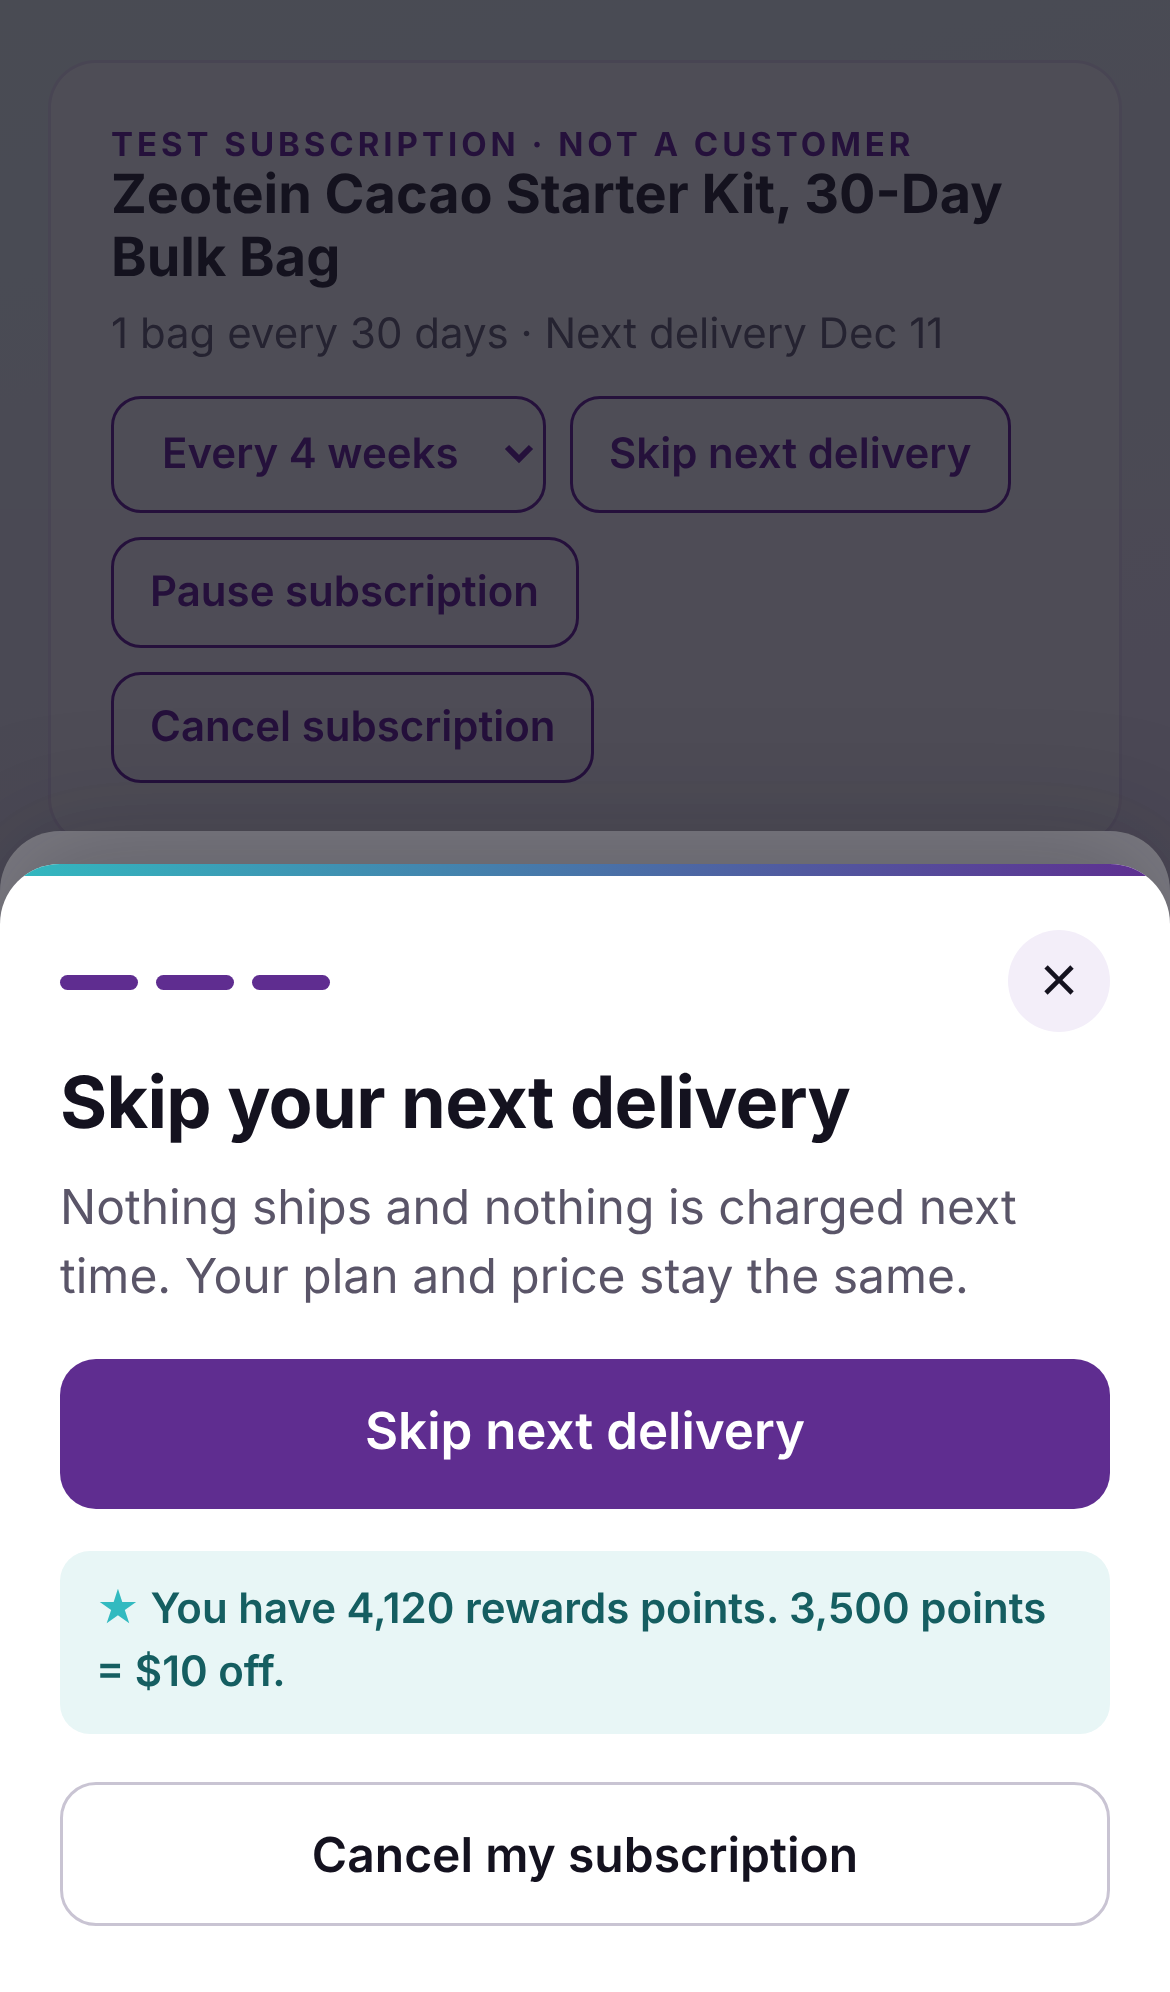 TEST SUBSCRIPTION · NOT A CUSTOMER
Zeotein Cacao Starter Kit, 30-Day
Bulk Bag
1 bag every 30 days · Next delivery Dec 11
Every 4 weeks
Skip next delivery
Pause subscription
Cancel subscription
Skip your next delivery
Nothing ships and nothing is charged next
time. Your plan and price stay the same.
Skip next delivery
★ You have 4,120 rewards points. 3,500 points
= $10 off.
Cancel my subscription